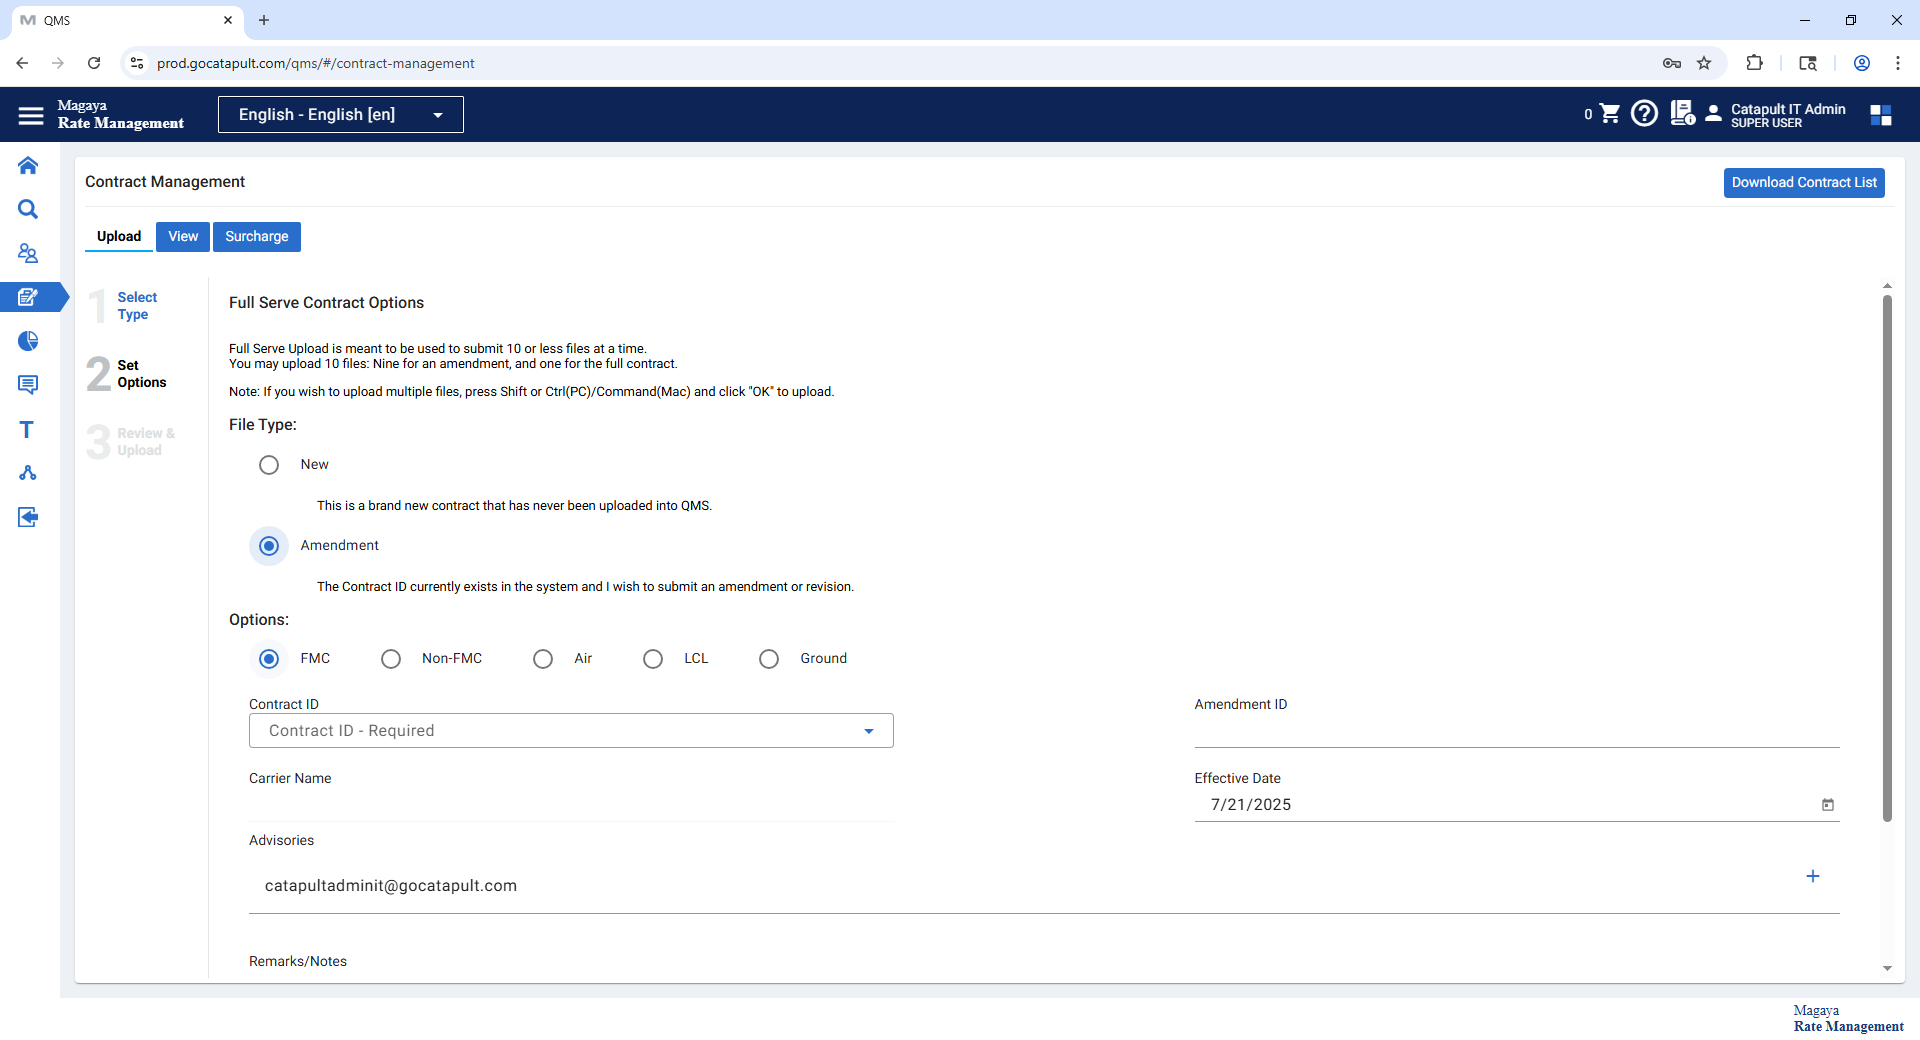 QMS
prod.gocatapult.com/qms/#/contract-management
Magaya
Rate Management
English - English [en]
0
Catapult IT Admin
SUPER USER
Contract Management
Download Contract List
Upload
View
Surcharge
1
Select
Type
2
Set
Options
3
Review &
Upload
Full Serve Contract Options
Full Serve Upload is meant to be used to submit 10 or less files at a time.
You may upload 10 files: Nine for an amendment, and one for the full contract.
Note: If you wish to upload multiple files, press Shift or Ctrl(PC)/Command(Mac) and click "OK" to upload.
File Type:
New
This is a brand new contract that has never been uploaded into QMS.
Amendment
The Contract ID currently exists in the system and I wish to submit an amendment or revision.
Options:
FMC
Non-FMC
Air
LCL
Ground
Contract ID
Contract ID - Required
Amendment ID
Carrier Name
Effective Date
7/21/2025
Advisories
catapultadminit@gocatapult.com
Remarks/Notes
Magaya
Rate Management